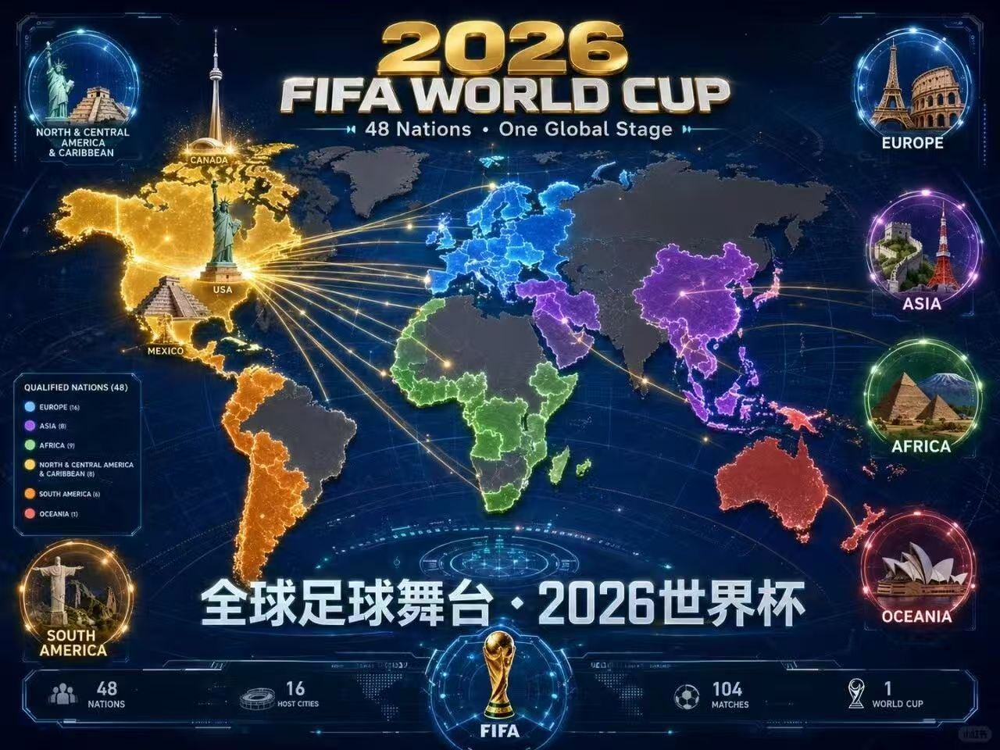 2026
FIFA WORLD CUP
48 Nations • One Global Stage
NORTH & CENTRAL
AMERICA
& CARIBBEAN
EUROPE
CANADA
USA
MEXICO
ASIA
AFRICA
QUALIFIED NATIONS (48)
EUROPE (16)
ASIA (8)
AFRICA (9)
NORTH & CENTRAL AMERICA
& CARIBBEAN (8)
SOUTH AMERICA (6)
OCEANIA (1)
OCEANIA
SOUTH
AMERICA
全球足球舞台·2026世界杯
48
NATIONS
16
HOST CITIES
FIFA
104
MATCHES
1
WORLD CUP
小红书